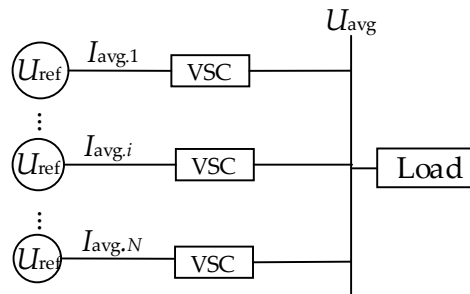 U_avg
U_ref I_avg.1 VSC
⋮
U_ref I_avg.i VSC Load
⋮
U_ref I_avg.N VSC